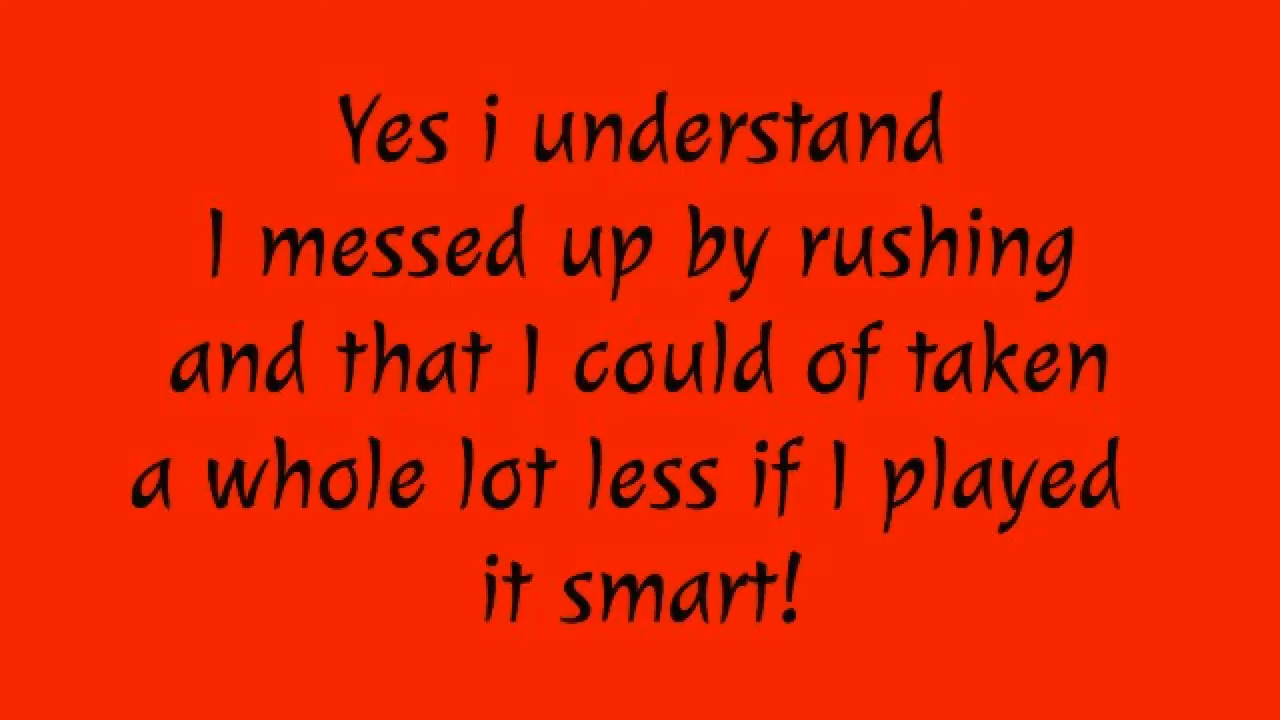 Yes i understand
I messed up by rushing
and that I could of taken
a whole lot less if I played
it smart!